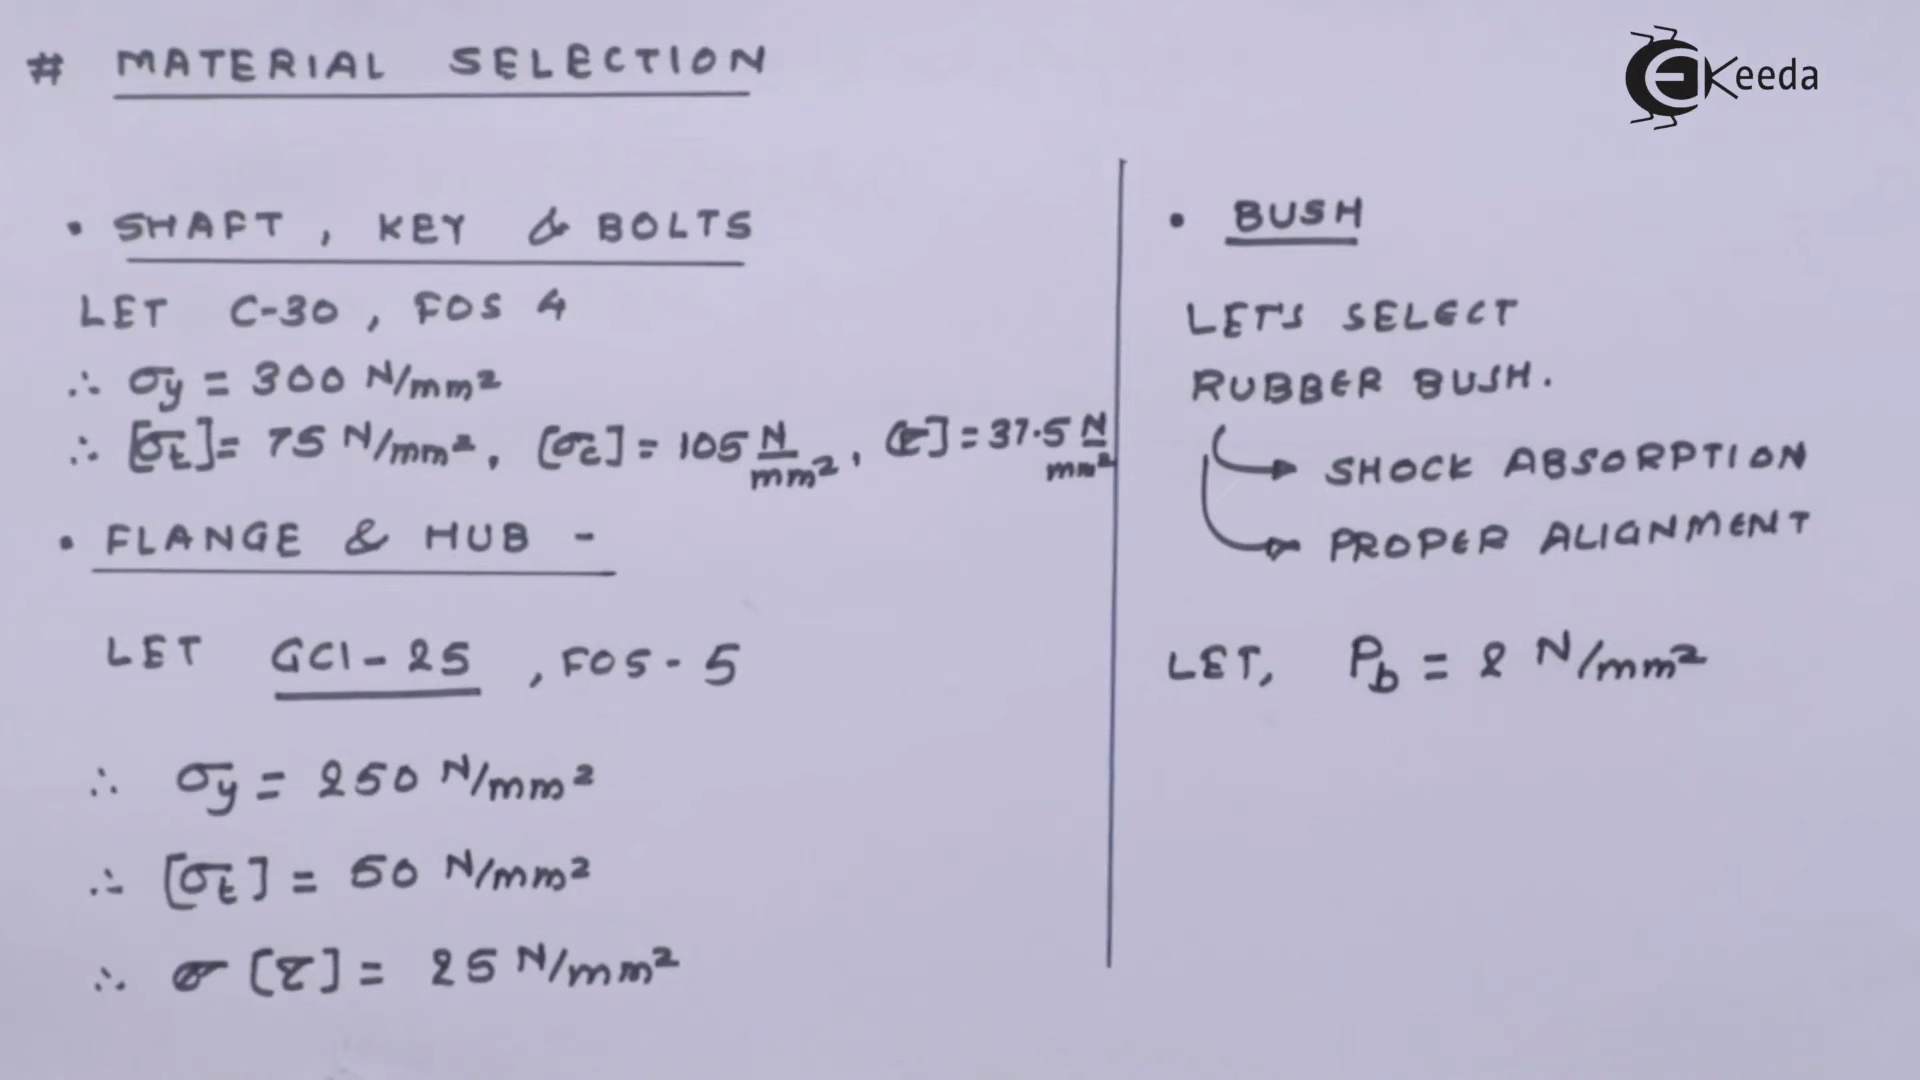 # MATERIAL SELECTION
• SHAFT, KEY & BOLTS
LET C-30, FOS 4
∴ σy = 300 N/mm²
∴ [σt] = 75 N/mm², [σc] = 105 N/mm², [τ] = 37.5 N/mm²
• FLANGE & HUB -
LET GCI-25, FOS-5
∴ σy = 250 N/mm²
∴ [σt] = 50 N/mm²
∴ [τ] = 25 N/mm²
Ekeeda
• BUSH
LET'S SELECT
RUBBER BUSH.
→ SHOCK ABSORPTION
→ PROPER ALIGNMENT
LET, Pb = 2 N/mm²